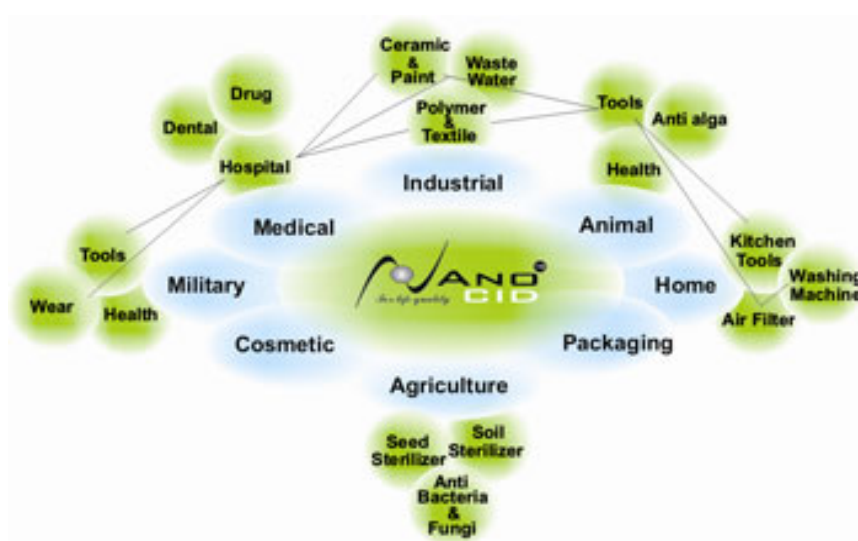 Ceramic
&
Paint
Waste
Water
Drug
Dental
Hospital
Polymer
&
Textile
Tools
Anti alga
Health
Industrial
Medical
Animal
Tools
Wear
Health
Military
NANO
CID
Home
Kitchen
Tools
Washing
Machine
Air Filter
Cosmetic
Packaging
Agriculture
Seed
Sterilizer
Soil
Sterilizer
Anti
Bacteria
&
Fungi